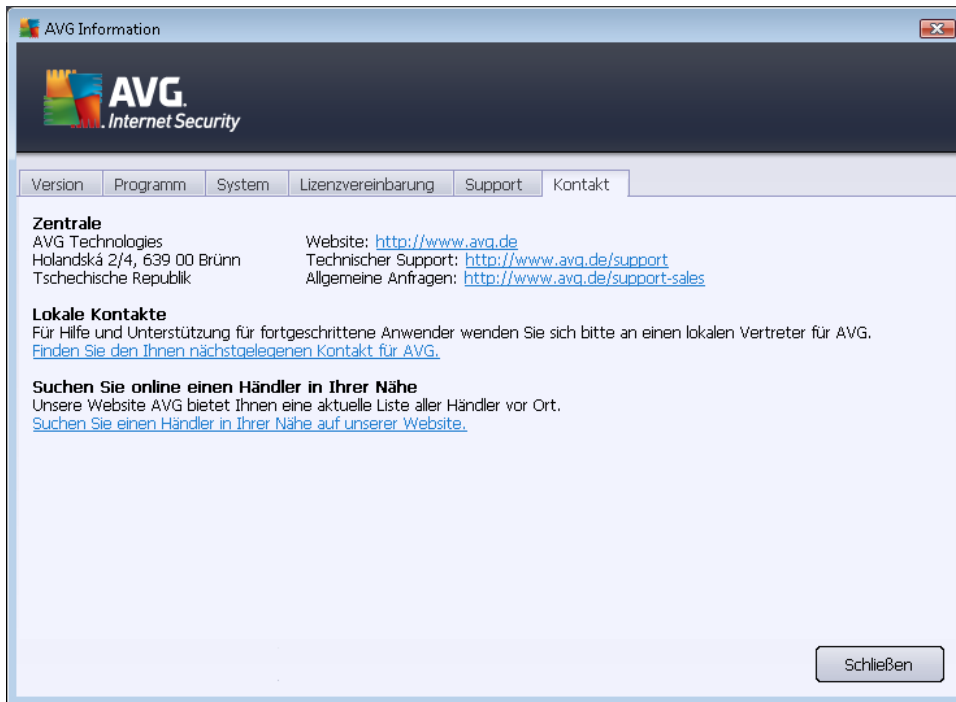 AVG Information
AVG.
Internet Security
Version Programm System Lizenzvereinbarung Support Kontakt
Zentrale
AVG Technologies Website: http://www.avg.de
Holandská 2/4, 639 00 Brünn Technischer Support: http://www.avg.de/support
Tschechische Republik Allgemeine Anfragen: http://www.avg.de/support-sales
Lokale Kontakte
Für Hilfe und Unterstützung für fortgeschrittene Anwender wenden Sie sich bitte an einen lokalen Vertreter für AVG.
Finden Sie den Ihnen nächstgelegenen Kontakt für AVG.
Suchen Sie online einen Händler in Ihrer Nähe
Unsere Website AVG bietet Ihnen eine aktuelle Liste aller Händler vor Ort.
Suchen Sie einen Händler in Ihrer Nähe auf unserer Website.
Schließen